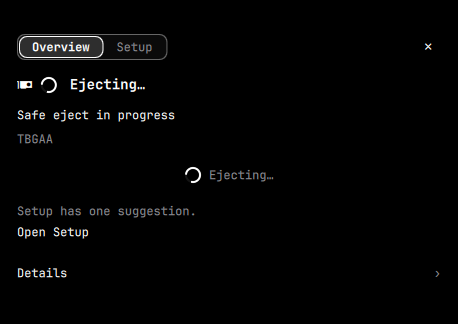 Overview Setup ×
Ejecting…
Safe eject in progress
TBGAA
Ejecting…
Setup has one suggestion.
Open Setup
Details ›